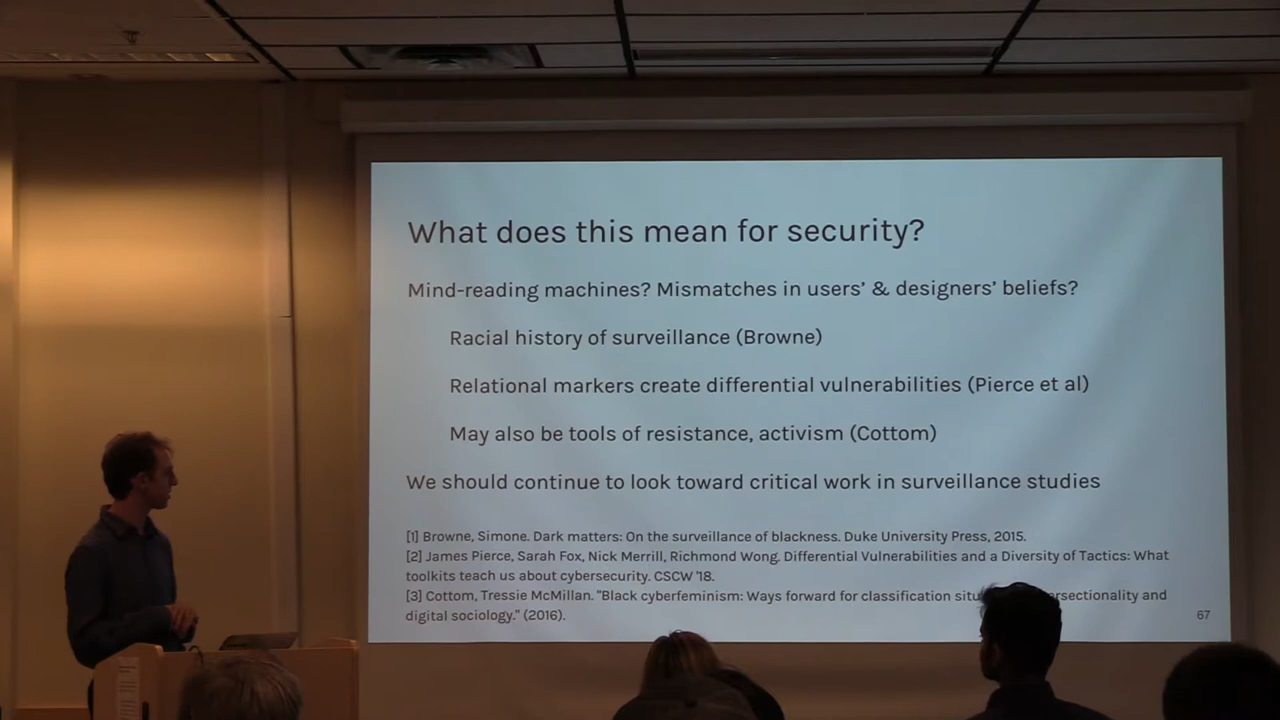 What does this mean for security?
Mind-reading machines? Mismatches in users' & designers' beliefs?
Racial history of surveillance (Browne)
Relational markers create differential vulnerabilities (Pierce et al)
May also be tools of resistance, activism (Cottom)
We should continue to look toward critical work in surveillance studies
[1] Browne, Simone. Dark matters: On the surveillance of blackness. Duke University Press, 2015.
[2] James Pierce, Sarah Fox, Nick Merrill, Richmond Wong. Differential Vulnerabilities and a Diversity of Tactics: What
toolkits teach us about cybersecurity. CSCW '18.
[3] Cottom, Tressie McMillan. "Black cyberfeminism: Ways forward for classification and
digital sociology." (2016).
67